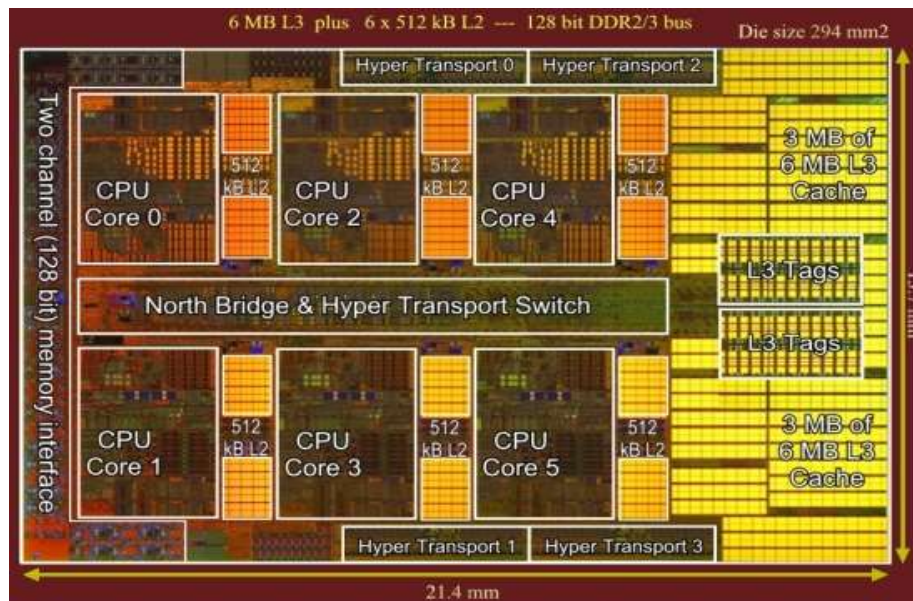 6 MB L3 plus 6 x 512 kB L2 --- 128 bit DDR2/3 bus
Die size 294 mm2
Hyper Transport 0
Hyper Transport 2
Two channel (128 bit) memory interface
CPU
Core 0
512
kB L2
CPU
Core 2
512
kB L2
CPU
Core 4
512
kB L2
3 MB of
6 MB L3
Cache
L3 Tags
North Bridge & Hyper Transport Switch
L3 Tags
CPU
Core 1
512
kB L2
CPU
Core 3
512
kB L2
CPU
Core 5
512
kB L2
3 MB of
6 MB L3
Cache
Hyper Transport 1
Hyper Transport 3
21.4 mm